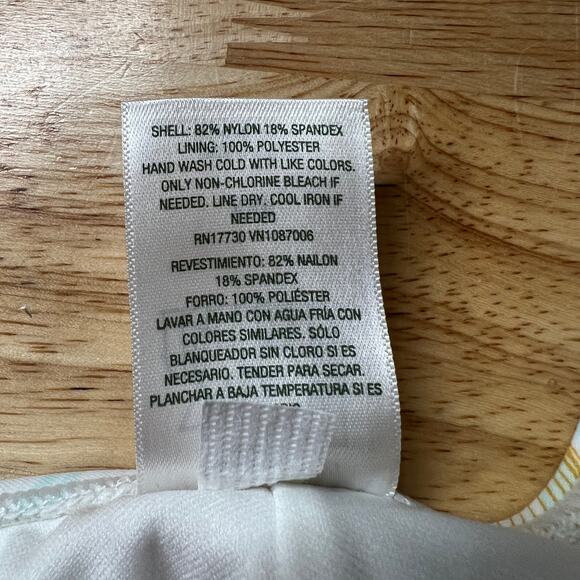 SHELL: 82% NYLON 18% SPANDEX
LINING: 100% POLYESTER
HAND WASH COLD WITH LIKE COLORS.
ONLY NON-CHLORINE BLEACH IF
NEEDED. LINE DRY. COOL IRON IF
NEEDED
RN17730 VN1087006
REVESTIMIENTO: 82% NAILON
18% SPANDEX
FORRO: 100% POLIÉSTER
LAVAR A MANO CON AGUA FRÍA CON
COLORES SIMILARES. SÓLO
BLANQUEADOR SIN CLORO SI ES
NECESARIO. TENDER PARA SECAR.
PLANCHAR A BAJA TEMPERATURA SI ES